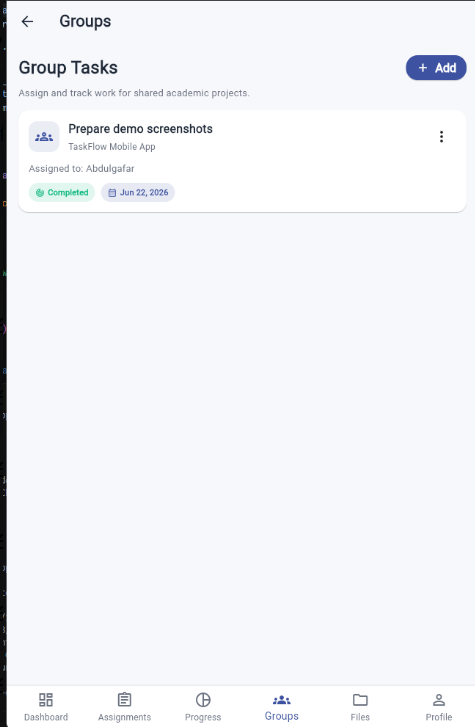 Groups
Group Tasks
+ Add
Assign and track work for shared academic projects.
Prepare demo screenshots
TaskFlow Mobile App
Assigned to: Abdulgafar
Completed
Jun 22, 2026
Dashboard
Assignments
Progress
Groups
Files
Profile